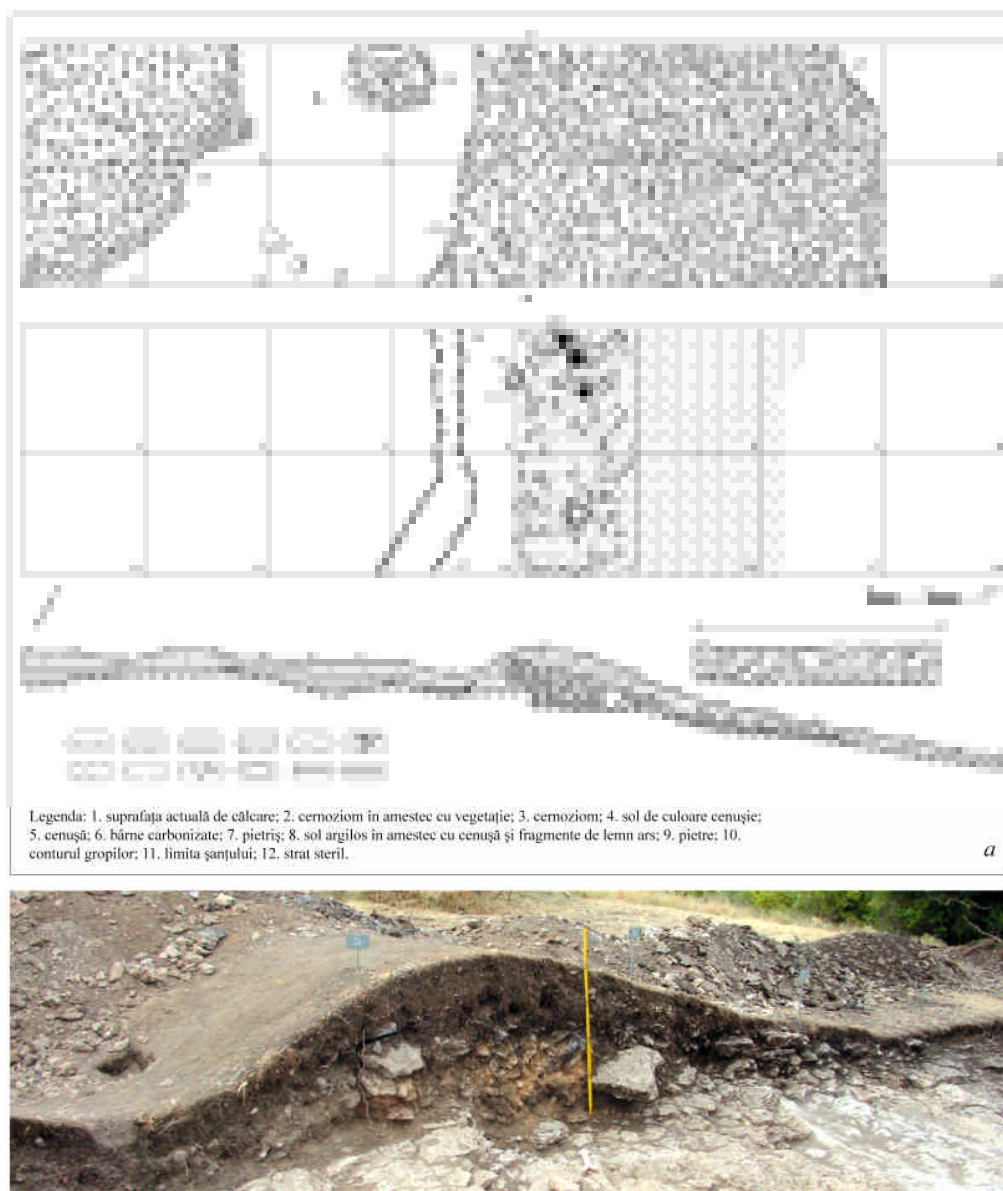 Legenda: 1. suprafața actuală de călcare; 2. cernoziom în amestec cu vegetație; 3. cernoziom; 4. sol de culoare cenușie;
5. cenușă; 6. bârne carbonizate; 7. pietriș; 8. sol argilos în amestec cu cenușă și fragmente de lemn ars; 9. pietre; 10.
conturul gropilor; 11. limita șanțului; 12. strat steril.
a